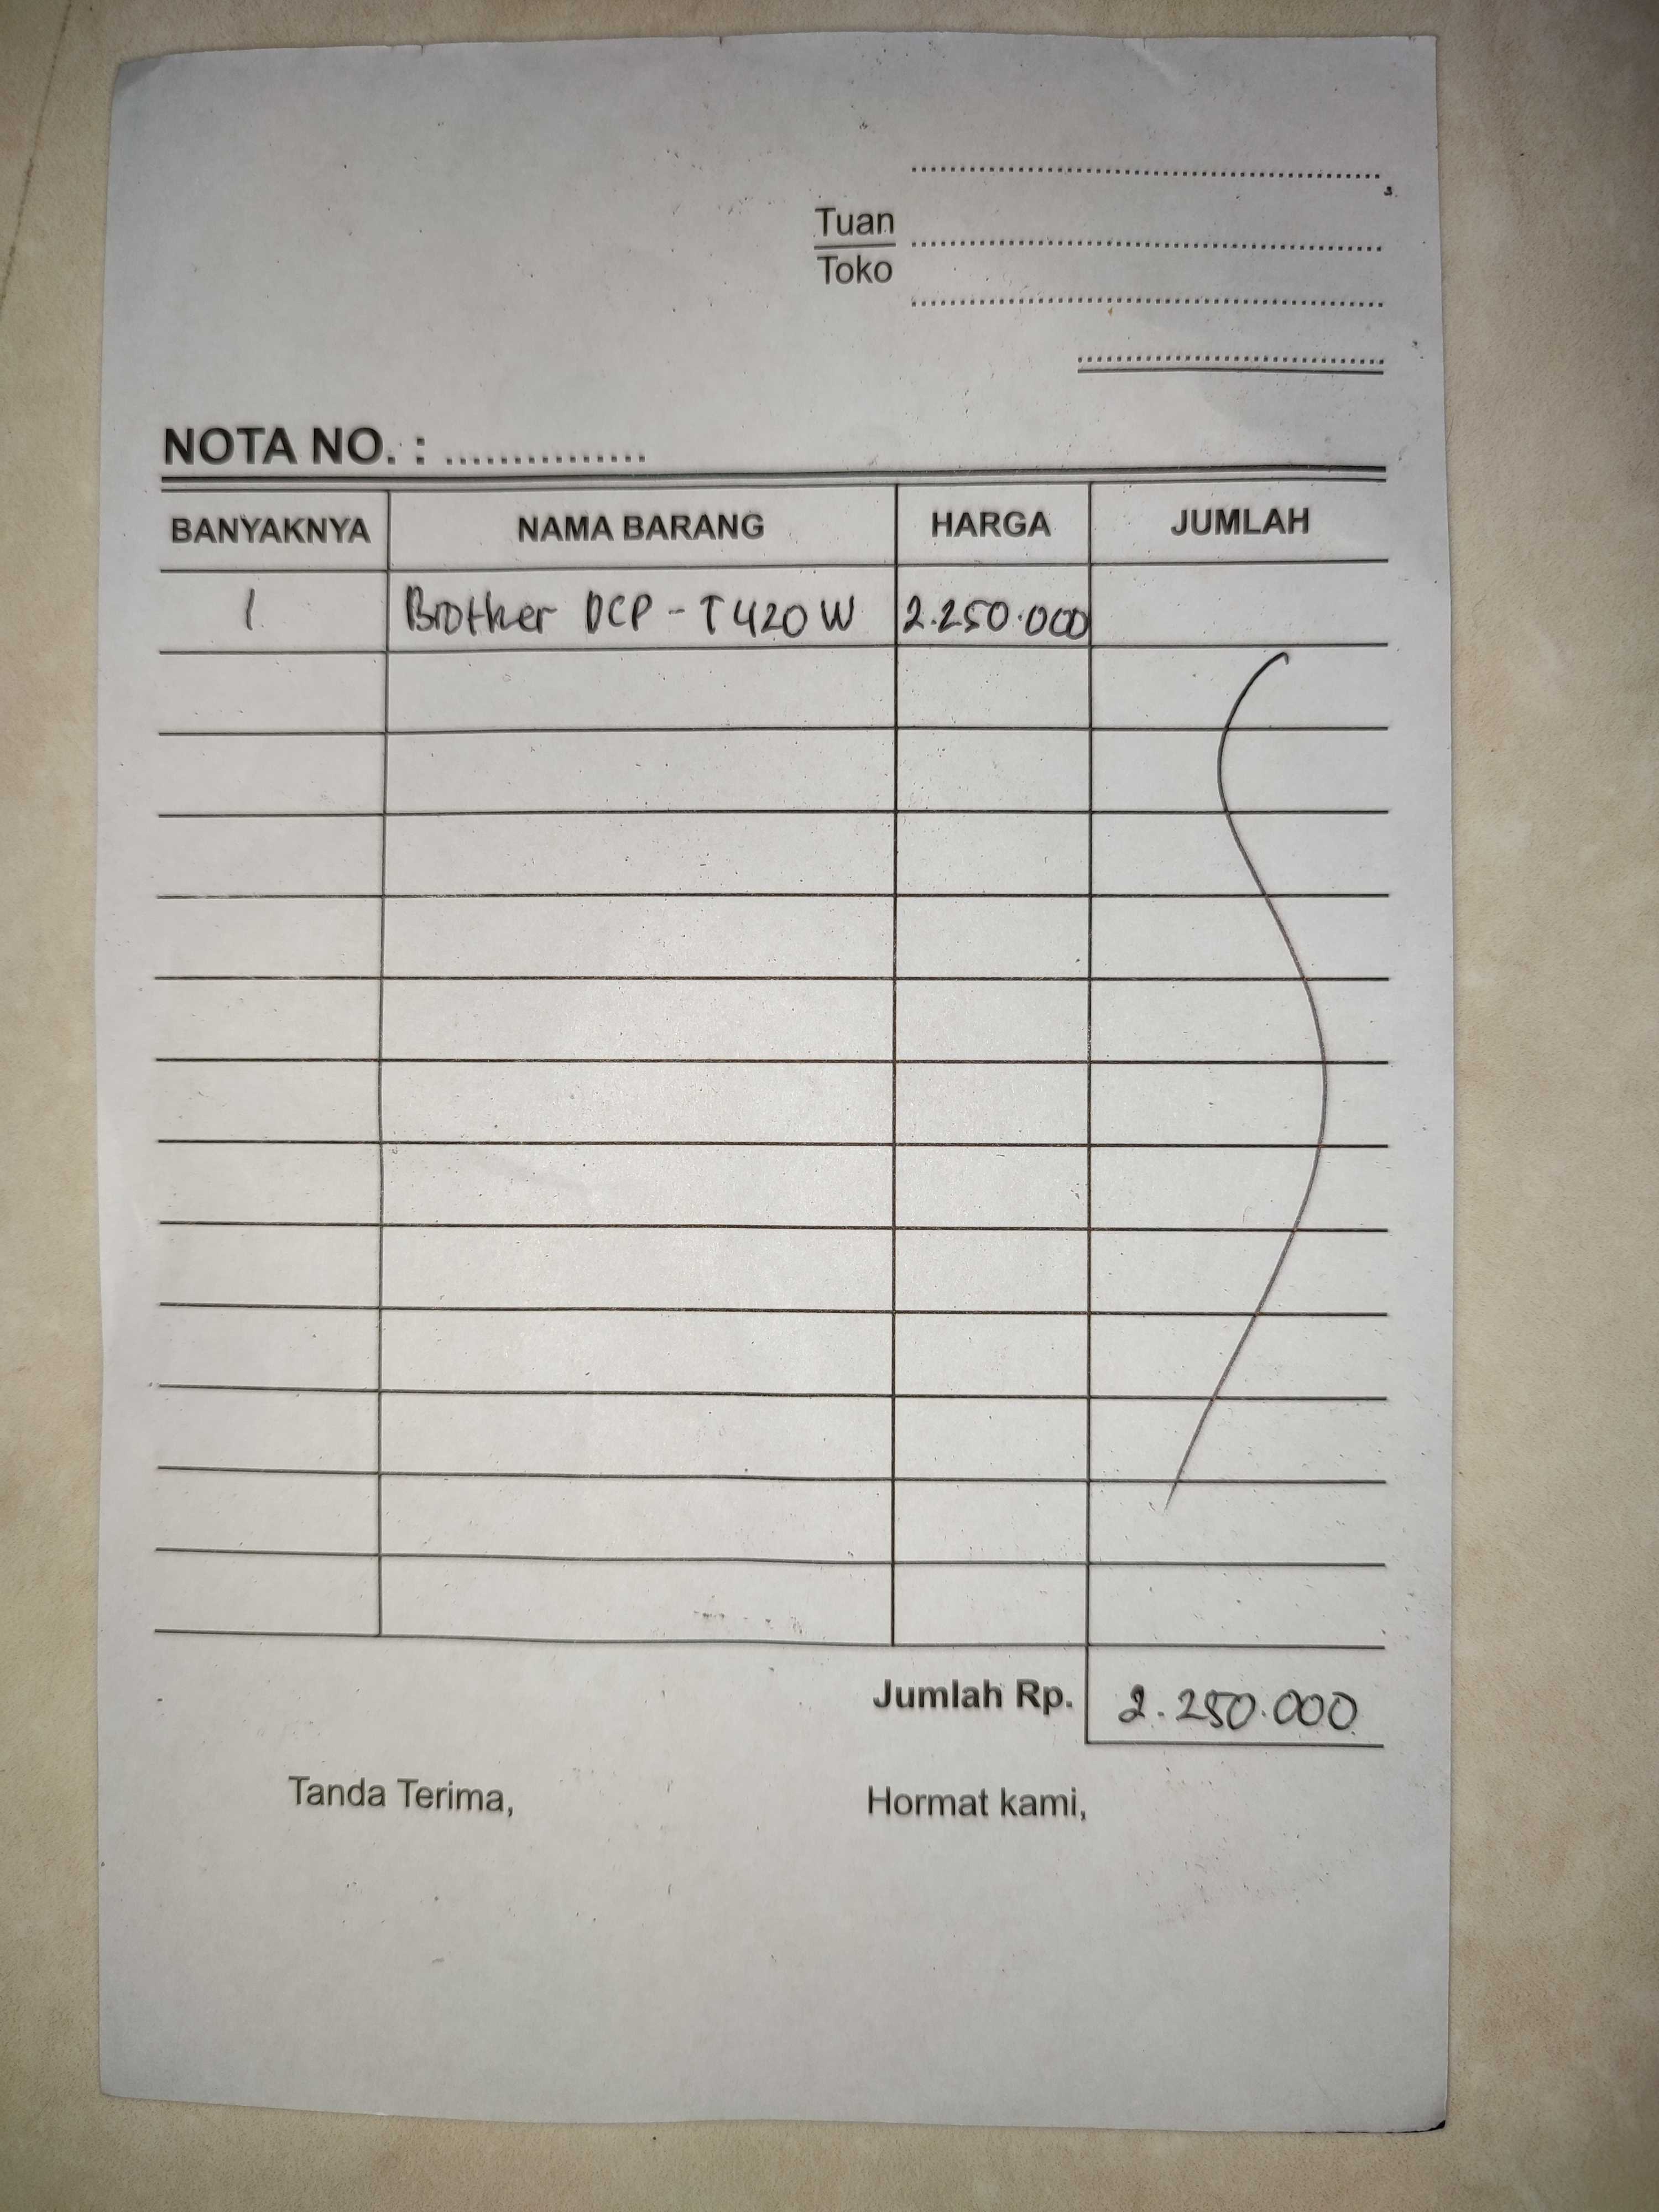 Tuan
Toko
NOTA NO. : ...............
BANYAKNYA NAMA BARANG HARGA JUMLAH
1 Brother DCP - T420W 2.250.000
Jumlah Rp. 2.250.000
Tanda Terima, Hormat kami,